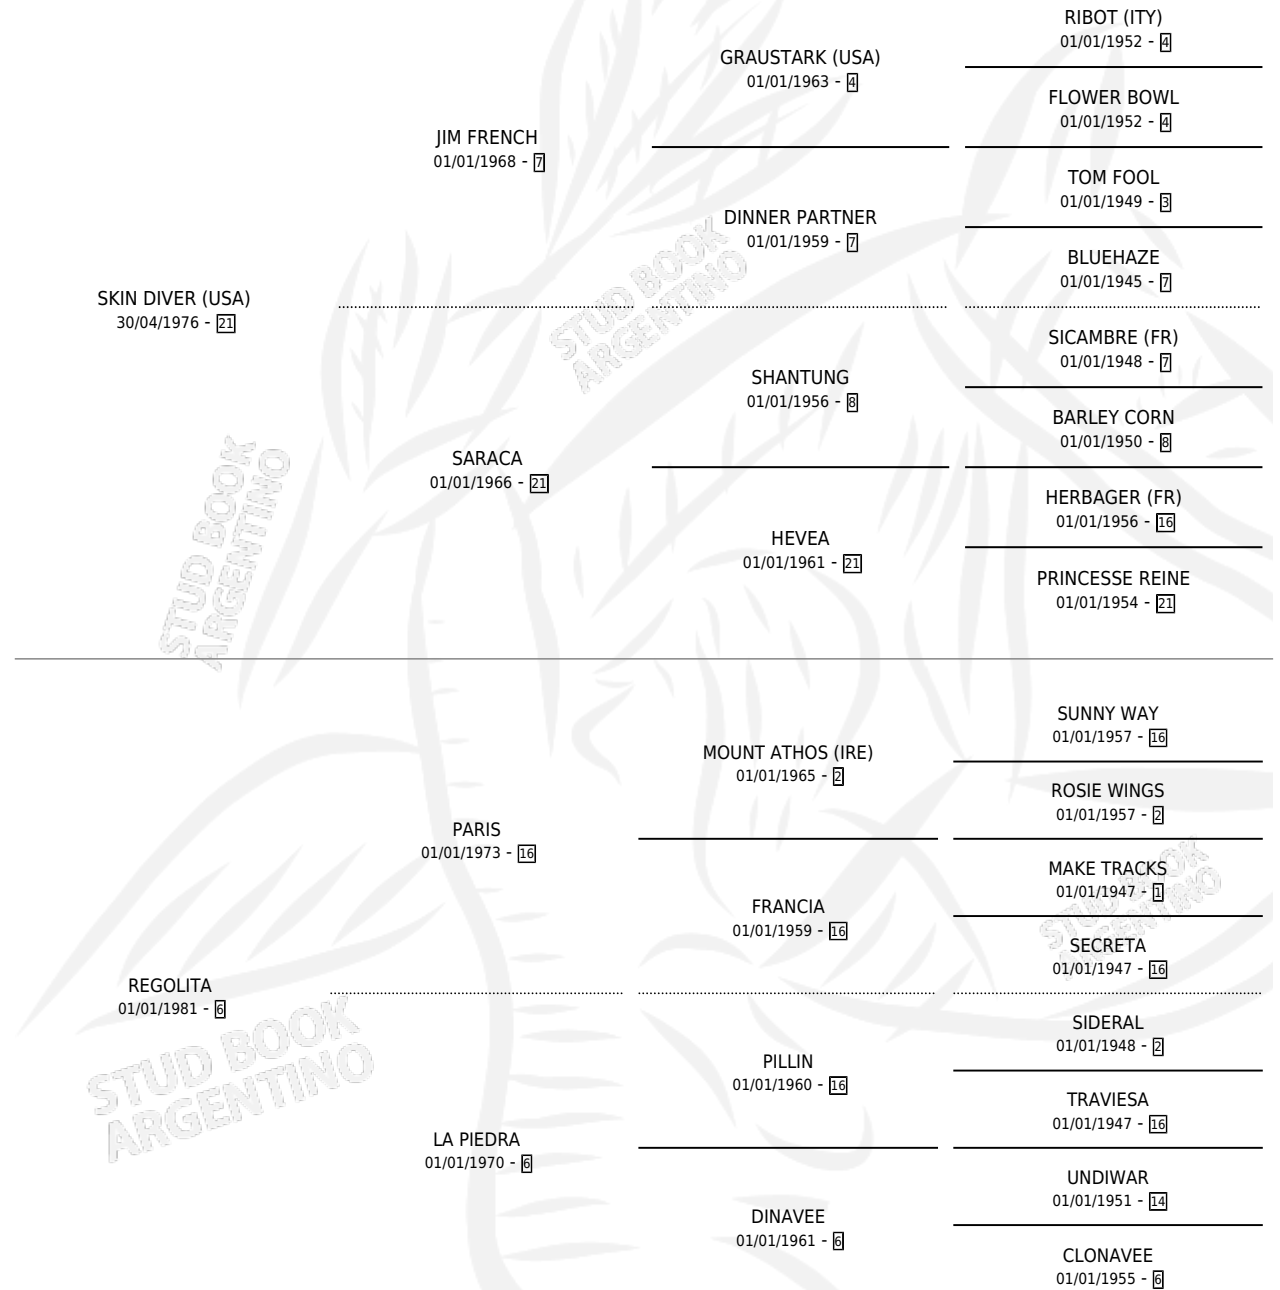 RIBOT (ITY)
01/01/1952 - 4
GRAUSTARK (USA)
01/01/1963 - 4
FLOWER BOWL
01/01/1952 - 4
JIM FRENCH
01/01/1968 - 7
TOM FOOL
01/01/1949 - 3
DINNER PARTNER
01/01/1959 - 7
BLUEHAZE
01/01/1945 - 7
SKIN DIVER (USA)
30/04/1976 - 21
STUD BOOK
ARGENTINO
SICAMBRE (FR)
01/01/1948 - 7
SHANTUNG
01/01/1956 - 8
BARLEY CORN
01/01/1950 - 8
SARACA
01/01/1966 - 21
HERBAGER (FR)
01/01/1956 - 16
HEVEA
01/01/1961 - 21
PRINCESSE REINE
01/01/1954 - 21
STUD BOOK
ARGENTINO
SUNNY WAY
01/01/1957 - 16
MOUNT ATHOS (IRE)
01/01/1965 - 2
ROSIE WINGS
01/01/1957 - 2
PARIS
01/01/1973 - 16
MAKE TRACKS
01/01/1947 - 1
FRANCIA
01/01/1959 - 16
SECRETA
01/01/1947 - 16
STUD BOOK
ARGENTINO
REGOLITA
01/01/1981 - 6
SIDERAL
01/01/1948 - 2
PILLIN
01/01/1960 - 16
TRAVIESA
01/01/1947 - 16
STUD BOOK
ARGENTINO
LA PIEDRA
01/01/1970 - 6
UNDIWAR
01/01/1951 - 14
DINAVEE
01/01/1961 - 6
CLONAVEE
01/01/1955 - 6